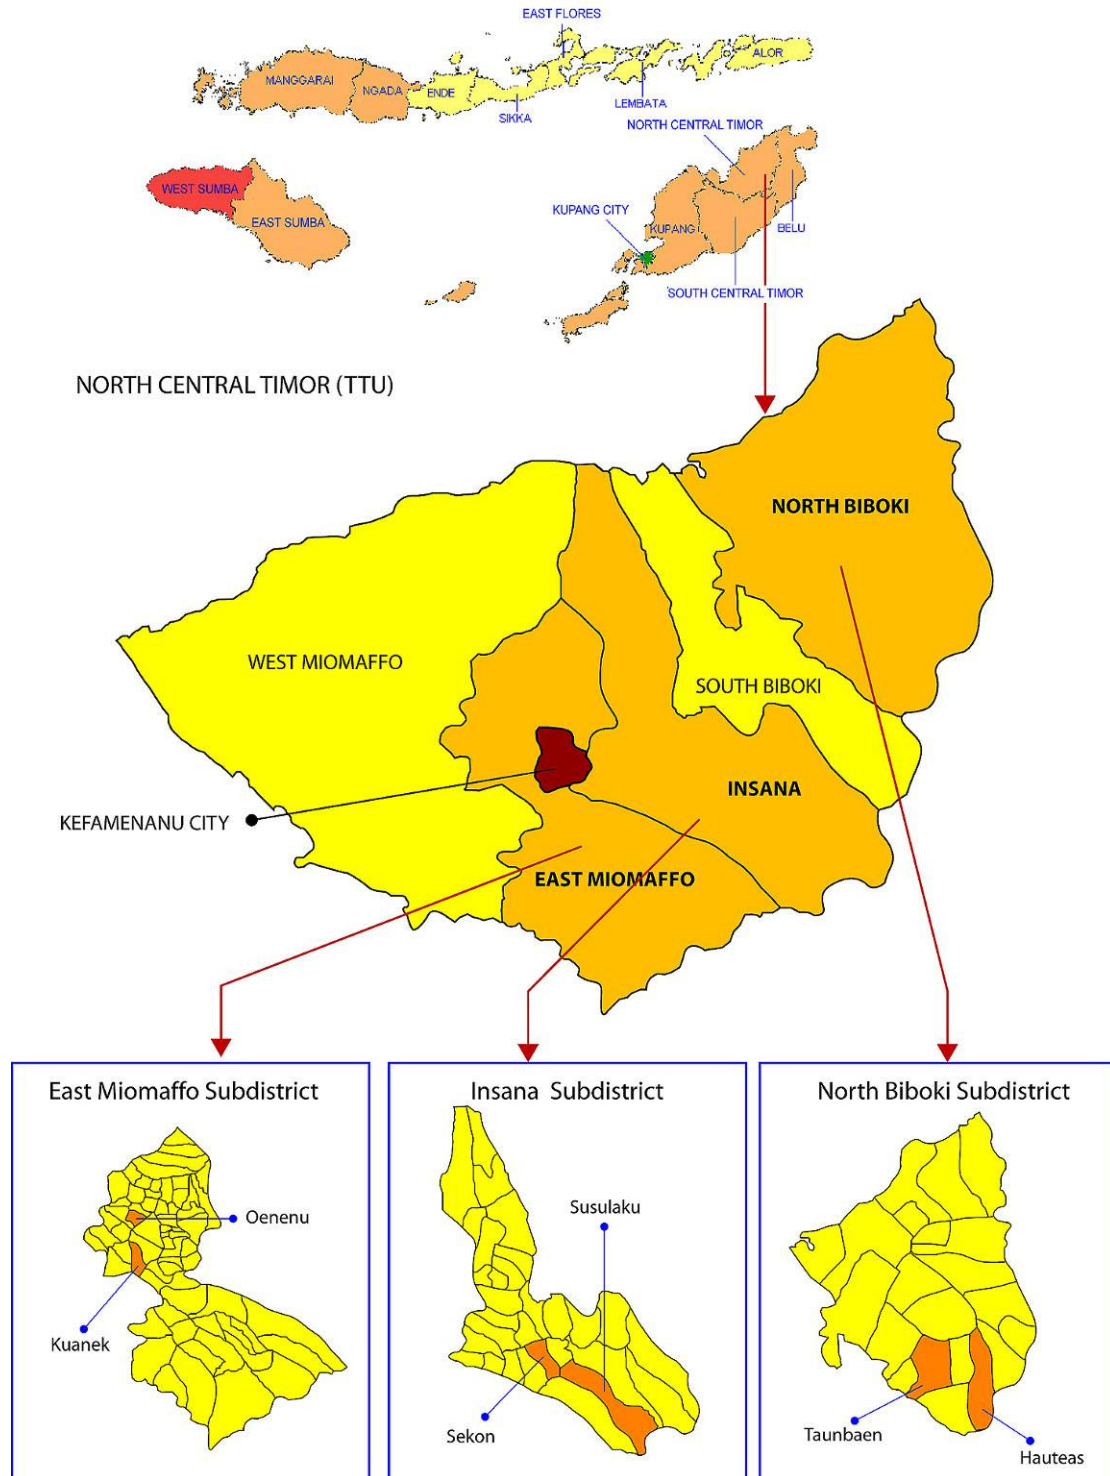 EAST FLORES
ALOR
MANGGARAI
NGADA
ENDE
LEMBATA
SIKKA
NORTH CENTRAL TIMOR
WEST SUMBA
EAST SUMBA
KUPANG CITY
KUPANG
BELU
SOUTH CENTRAL TIMOR
NORTH CENTRAL TIMOR (TTU)
NORTH BIBOKI
WEST MIOMAFFO
SOUTH BIBOKI
INSANA
KEFAMENANU CITY
EAST MIOMAFFO
East Miomaffo Subdistrict
Oenenu
Kuanek
Insana Subdistrict
Susulaku
Sekon
North Biboki Subdistrict
Taunbaen
Hauteas